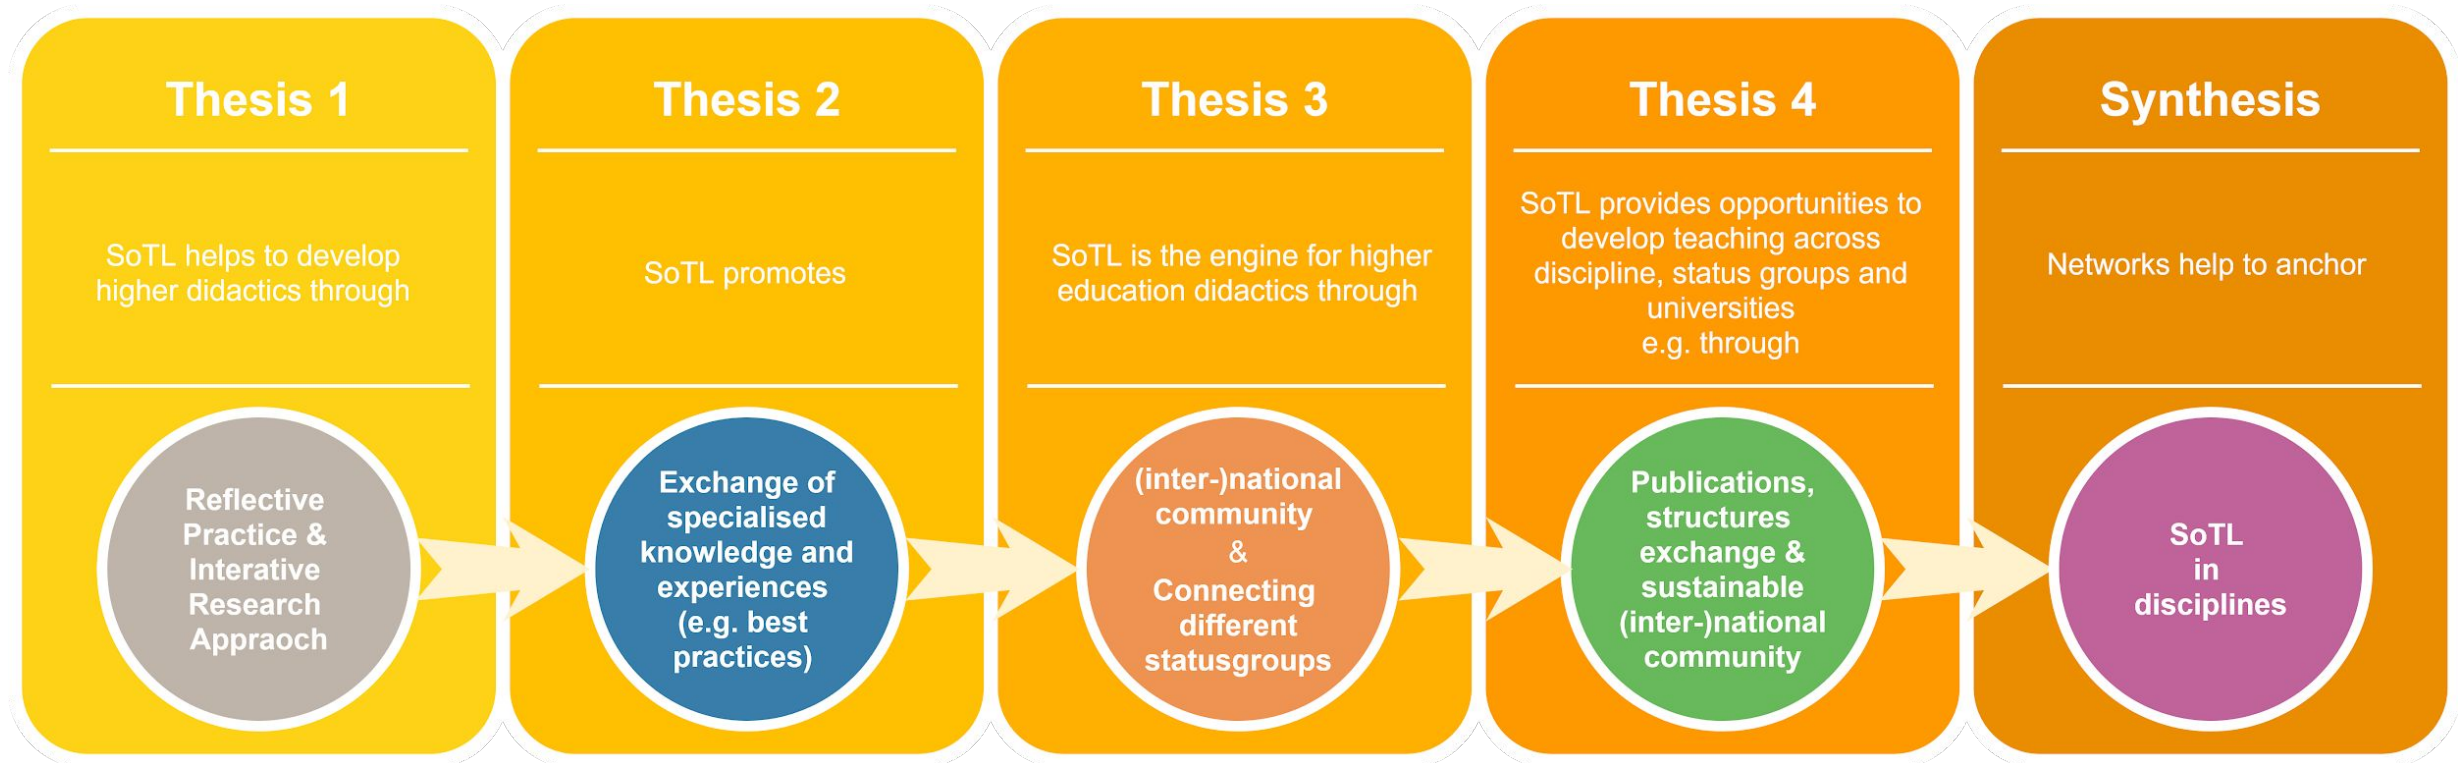 Thesis 1
SoTL helps to develop
higher didactics through
Reflective
Practice &
Interative
Research
Appraoch
Thesis 2
SoTL promotes
Exchange of
specialised
knowledge and
experiences
(e.g. best
practices)
Thesis 3
SoTL is the engine for higher
education didactics through
(inter-)national
community
&
Connecting
different
statusgroups
Thesis 4
SoTL provides opportunities to
develop teaching across
discipline, status groups and
universities
e.g. through
Publications,
structures
exchange &
sustainable
(inter-)national
community
Synthesis
Networks help to anchor
SoTL
in
disciplines